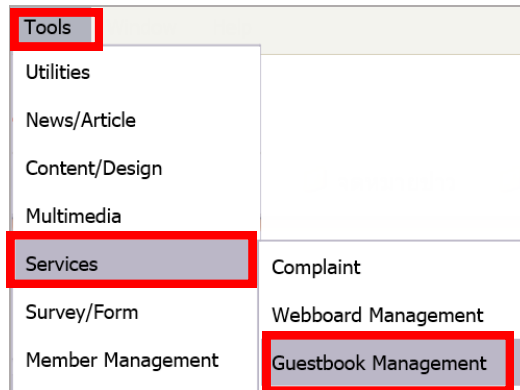 Tools
Utilities
News/Article
Content/Design
Multimedia
Services
Complaint
Survey/Form
Webboard Management
Member Management
Guestbook Management